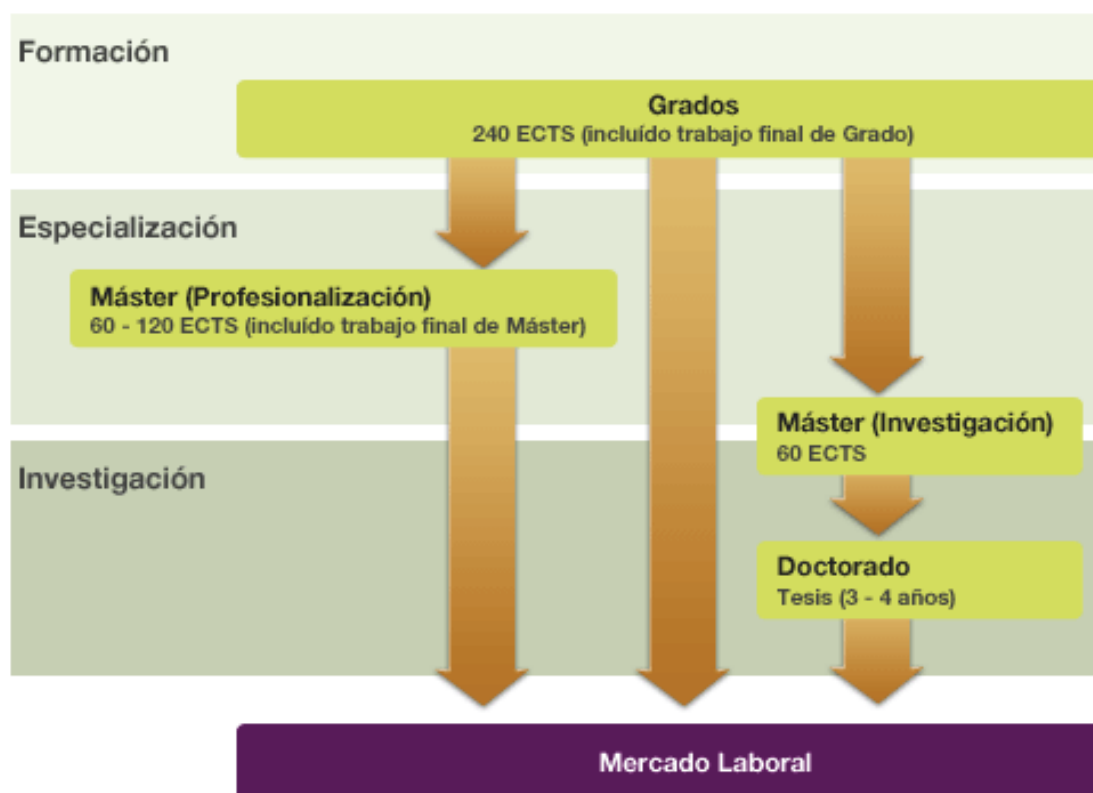 Formación
Grados
240 ECTS (incluído trabajo final de Grado)
Especialización
Máster (Profesionalización)
60 - 120 ECTS (incluído trabajo final de Máster)
Máster (Investigación)
60 ECTS
Investigación
Doctorado
Tesis (3 - 4 años)
Mercado Laboral